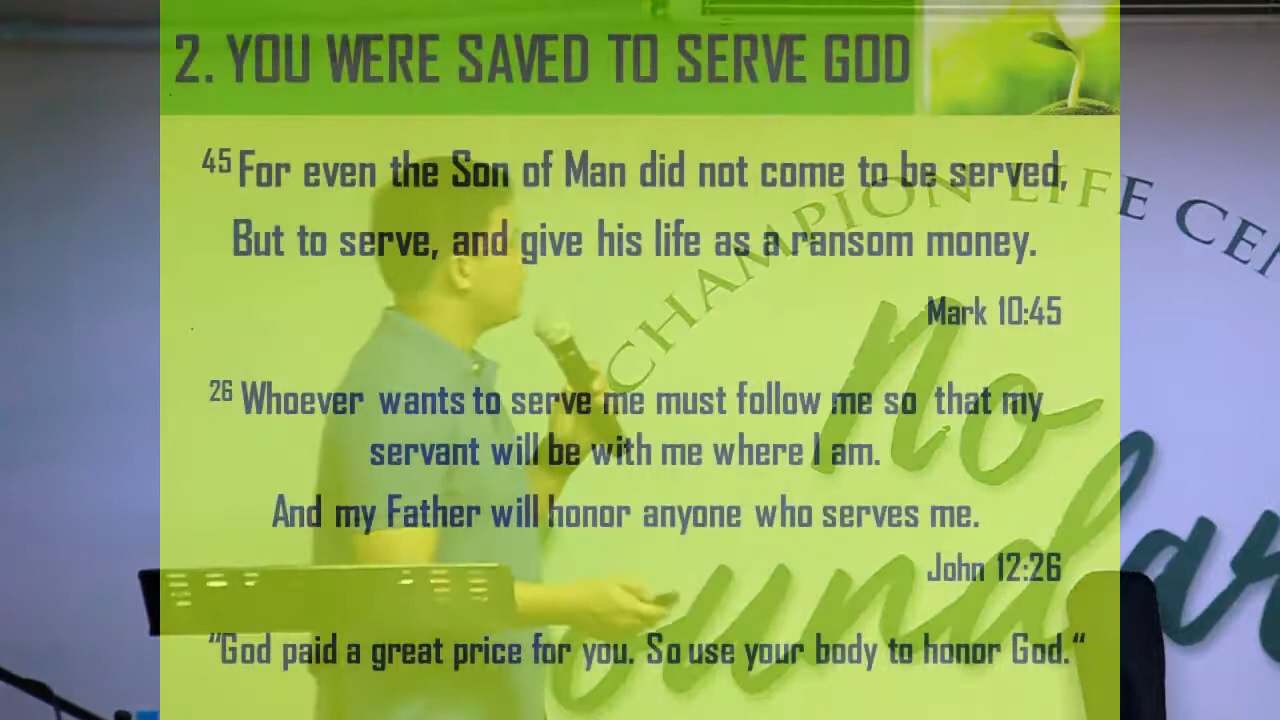 2. YOU WERE SAVED TO SERVE GOD
45 For even the Son of Man did not come to be served,
But to serve, and give his life as a ransom money.
Mark 10:45
26 Whoever wants to serve me must follow me so that my
servant will be with me where I am.
And my Father will honor anyone who serves me.
John 12:26
“God paid a great price for you. So use your body to honor God.“
CHAMPION LIFE CE
No